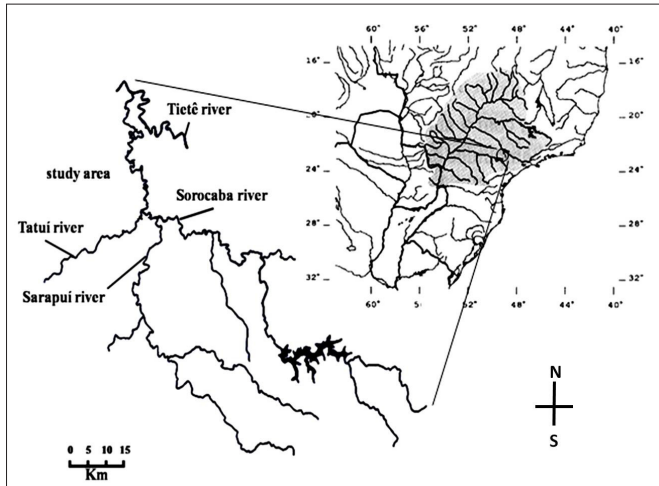 60° 56° 52° 48° 44° 40°
16° 16°
20
24° 24°
28° 28°
32° 32°
60° 56° 52° 48° 44° 40°
Tietê river
study area
Sorocaba river
Tatuí river
Sarapuí river
N
S
0 5 10 15
Km